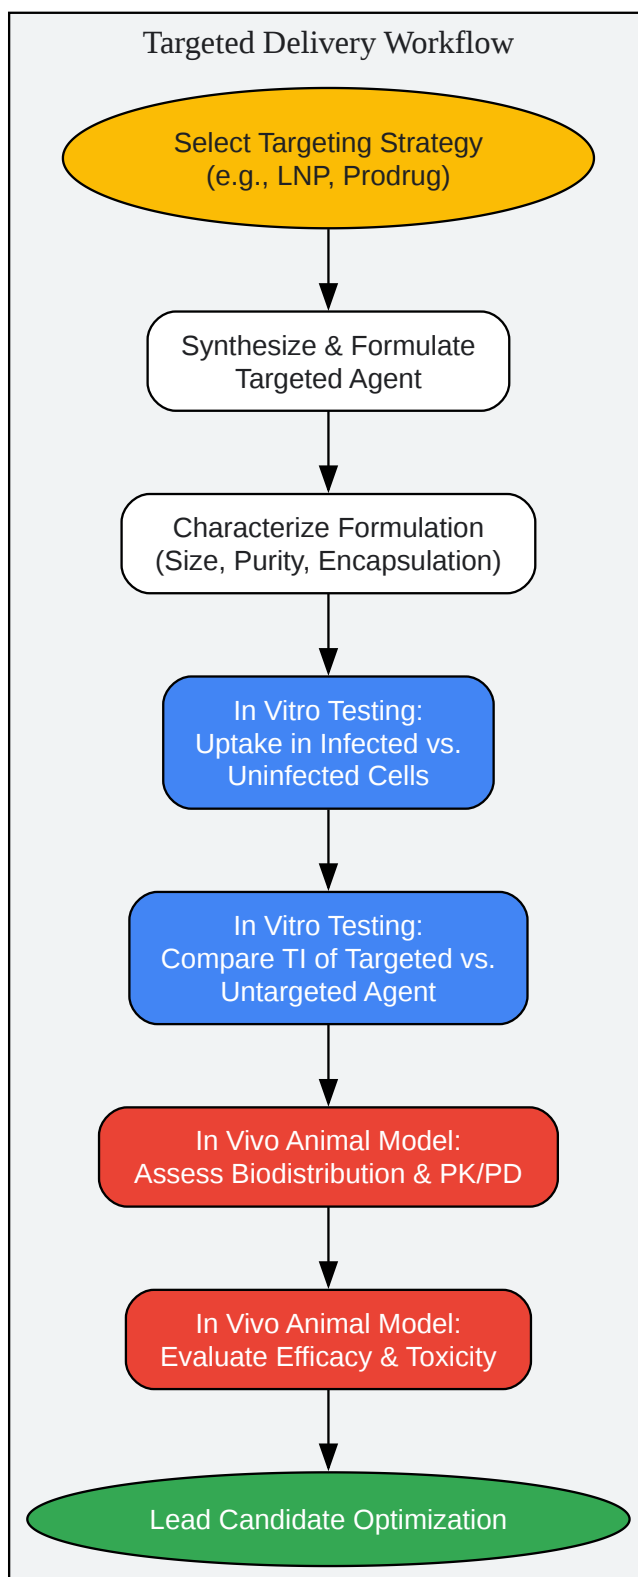 Targeted Delivery Workflow
Select Targeting Strategy
(e.g., LNP, Prodrug)
Synthesize & Formulate
Targeted Agent
Characterize Formulation
(Size, Purity, Encapsulation)
In Vitro Testing:
Uptake in Infected vs.
Uninfected Cells
In Vitro Testing:
Compare TI of Targeted vs.
Untargeted Agent
In Vivo Animal Model:
Assess Biodistribution & PK/PD
In Vivo Animal Model:
Evaluate Efficacy & Toxicity
Lead Candidate Optimization